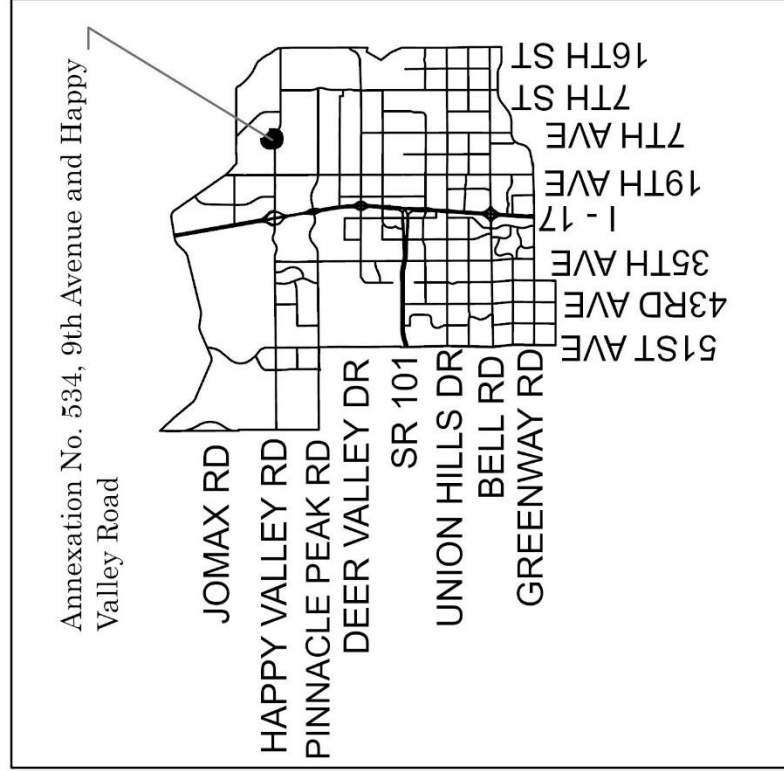 Annexation No. 534, 9th Avenue and Happy
Valley Road
JOMAX RD
HAPPY VALLEY RD
PINNACLE PEAK RD
DEER VALLEY DR
SR 101
UNION HILLS DR
BELL RD
GREENWAY RD
51ST AVE
43RD AVE
35TH AVE
I - 17
19TH AVE
7TH AVE
7TH ST
16TH ST